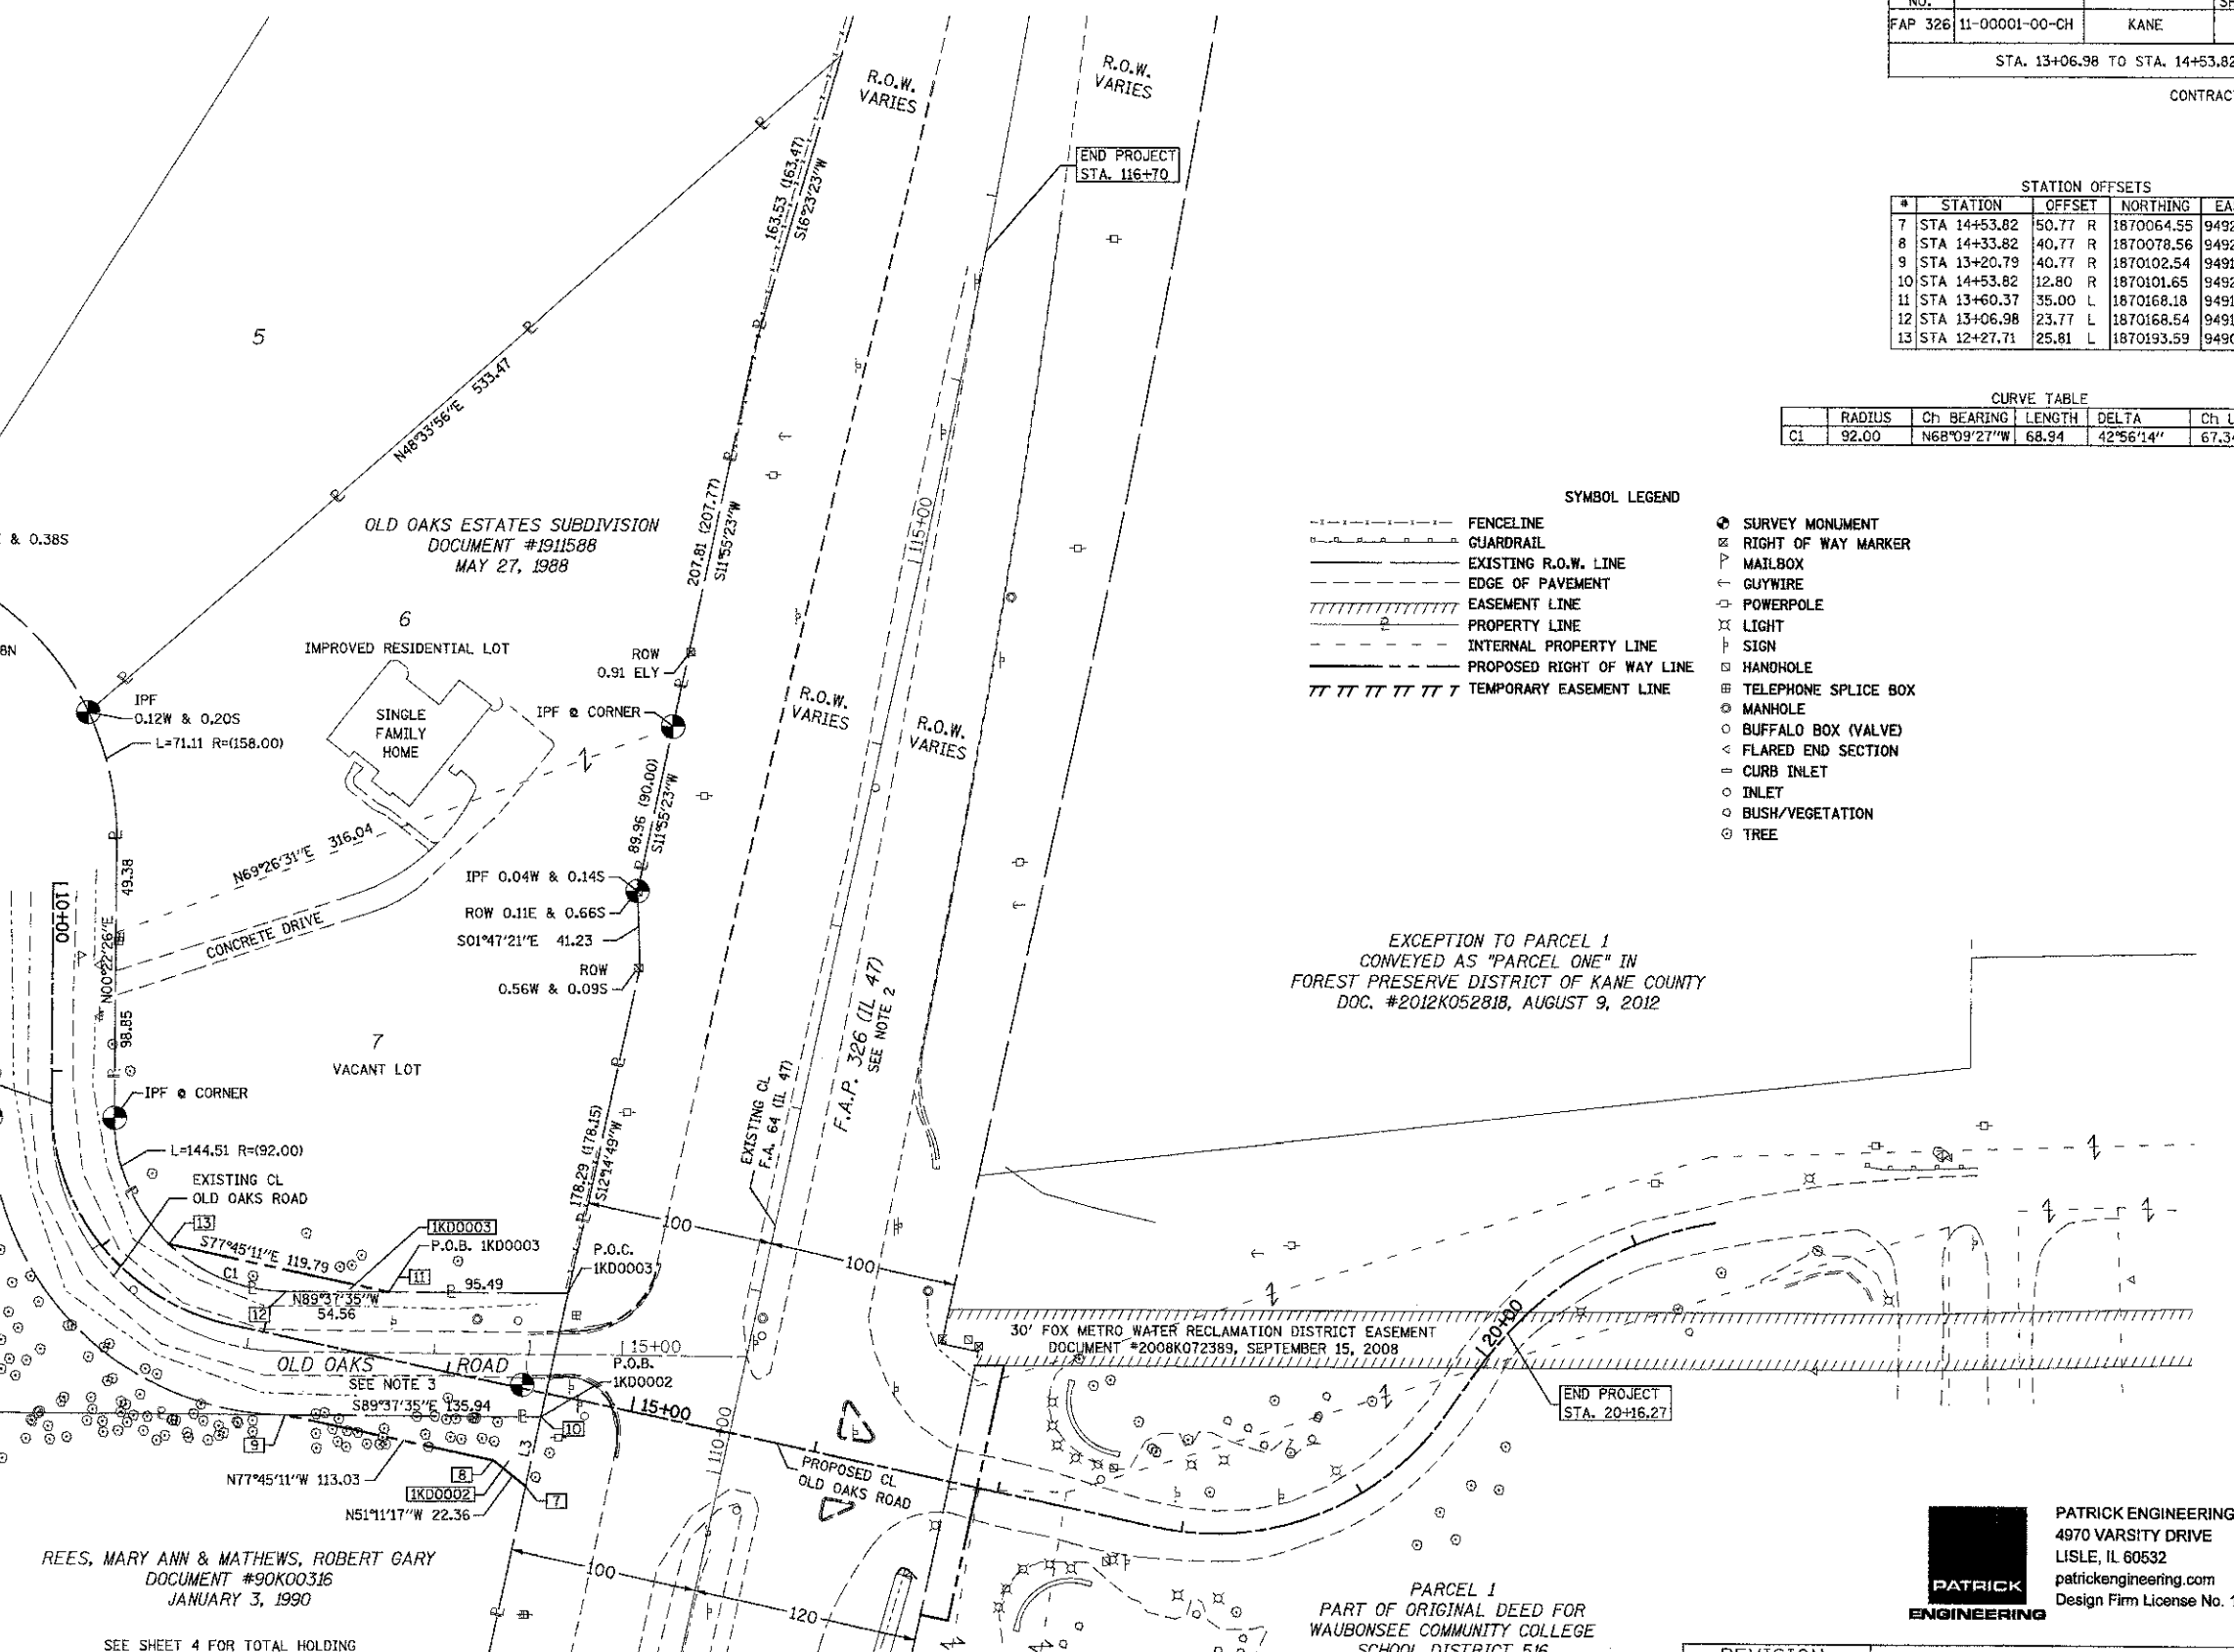 NO.
FAP 326 11-00001-00-CH KANE
STA. 13+06.98 TO STA. 14+53.82
STATION OFFSETS
# STATION OFFSET NORTHING
7 STA 14+53.82 50.77 R 1870064.55
8 STA 14+33.82 40.77 R 1870078.56
9 STA 13+20.79 40.77 R 1870102.54
10 STA 14+53.82 12.80 R 1870101.65
11 STA 13+60.37 35.00 L 1870168.18
12 STA 13+06.98 23.77 L 1870168.54
13 STA 12+27.71 25.81 L 1870193.59
CURVE TABLE
RADIUS Ch BEARING LENGTH DELTA
C1 92.00 N68°09'27"W 68.94 42°56'14"
SYMBOL LEGEND
FENCELINE
GUARDRAIL
EXISTING R.O.W. LINE
EDGE OF PAVEMENT
EASEMENT LINE
PROPERTY LINE
INTERNAL PROPERTY LINE
PROPOSED RIGHT OF WAY LINE
TEMPORARY EASEMENT LINE
SURVEY MONUMENT
RIGHT OF WAY MARKER
MAILBOX
GUYWIRE
POWERPOLE
LIGHT
SIGN
HANDHOLE
TELEPHONE SPLICE BOX
MANHOLE
BUFFALO BOX (VALVE)
FLARED END SECTION
CURB INLET
INLET
BUSH/VEGETATION
TREE
R.O.W.
VARIES
R.O.W.
VARIES
END PROJECT
STA. 116+70
163.53 (163.47)
S16°23'23"W
5
N48°33'56"E 533.47
& 0.38S
OLD OAKS ESTATES SUBDIVISION
DOCUMENT #1911588
MAY 27, 1988
207.81 (207.77)
S11°55'23"W
115+00
6
IMPROVED RESIDENTIAL LOT
ROW
0.91 ELY
IPF
0.12W & 0.20S
L=71.11 R=(158.00)
SINGLE
FAMILY
HOME
IPF @ CORNER
R.O.W.
VARIES
R.O.W.
VARIES
89.96 (90.00)
S11°55'23"W
N69°26'31"E 316.04
49.38
10+00
N00°22'26"E
98.85
CONCRETE DRIVE
IPF 0.04W & 0.14S
ROW 0.11E & 0.66S
S01°47'21"E 41.23
ROW
0.56W & 0.09S
EXCEPTION TO PARCEL 1
CONVEYED AS "PARCEL ONE" IN
FOREST PRESERVE DISTRICT OF KANE COUNTY
DOC. #2012K052818, AUGUST 9, 2012
7
VACANT LOT
IPF @ CORNER
L=144.51 R=(92.00)
EXISTING CL
OLD OAKS ROAD
178.29 (178.15)
S12°14'49"W
EXISTING CL
F.A. 64 (IL 47)
F.A.P. 326 (IL 47)
SEE NOTE 2
13
S77°45'11"E 119.79
1KD0003
P.O.B. 1KD0003
11
C1
95.49
P.O.C.
1KD0003
100
100
12
N89°37'35"W
54.56
15+00
OLD OAKS ROAD
SEE NOTE 3
P.O.B.
1KD0002
S89°37'35"E 135.94
15+00
9
10
L3
110+00
N77°45'11"W 113.03
8
1KD0002
7
N51°11'17"W 22.36
PROPOSED CL
OLD OAKS ROAD
30' FOX METRO WATER RECLAMATION DISTRICT EASEMENT
DOCUMENT #2008K072389, SEPTEMBER 15, 2008
20+00
END PROJECT
STA. 20+16.27
REES, MARY ANN & MATHEWS, ROBERT GARY
DOCUMENT #90K00316
JANUARY 3, 1990
SEE SHEET 4 FOR TOTAL HOLDING
100
120
PARCEL 1
PART OF ORIGINAL DEED FOR
WAUBONSEE COMMUNITY COLLEGE
SCHOOL DISTRICT 516
PATRICK
ENGINEERING
PATRICK ENGINEERING
4970 VARSITY DRIVE
LISLE, IL 60532
patrickengineering.com
Design Firm License No.
REVISION